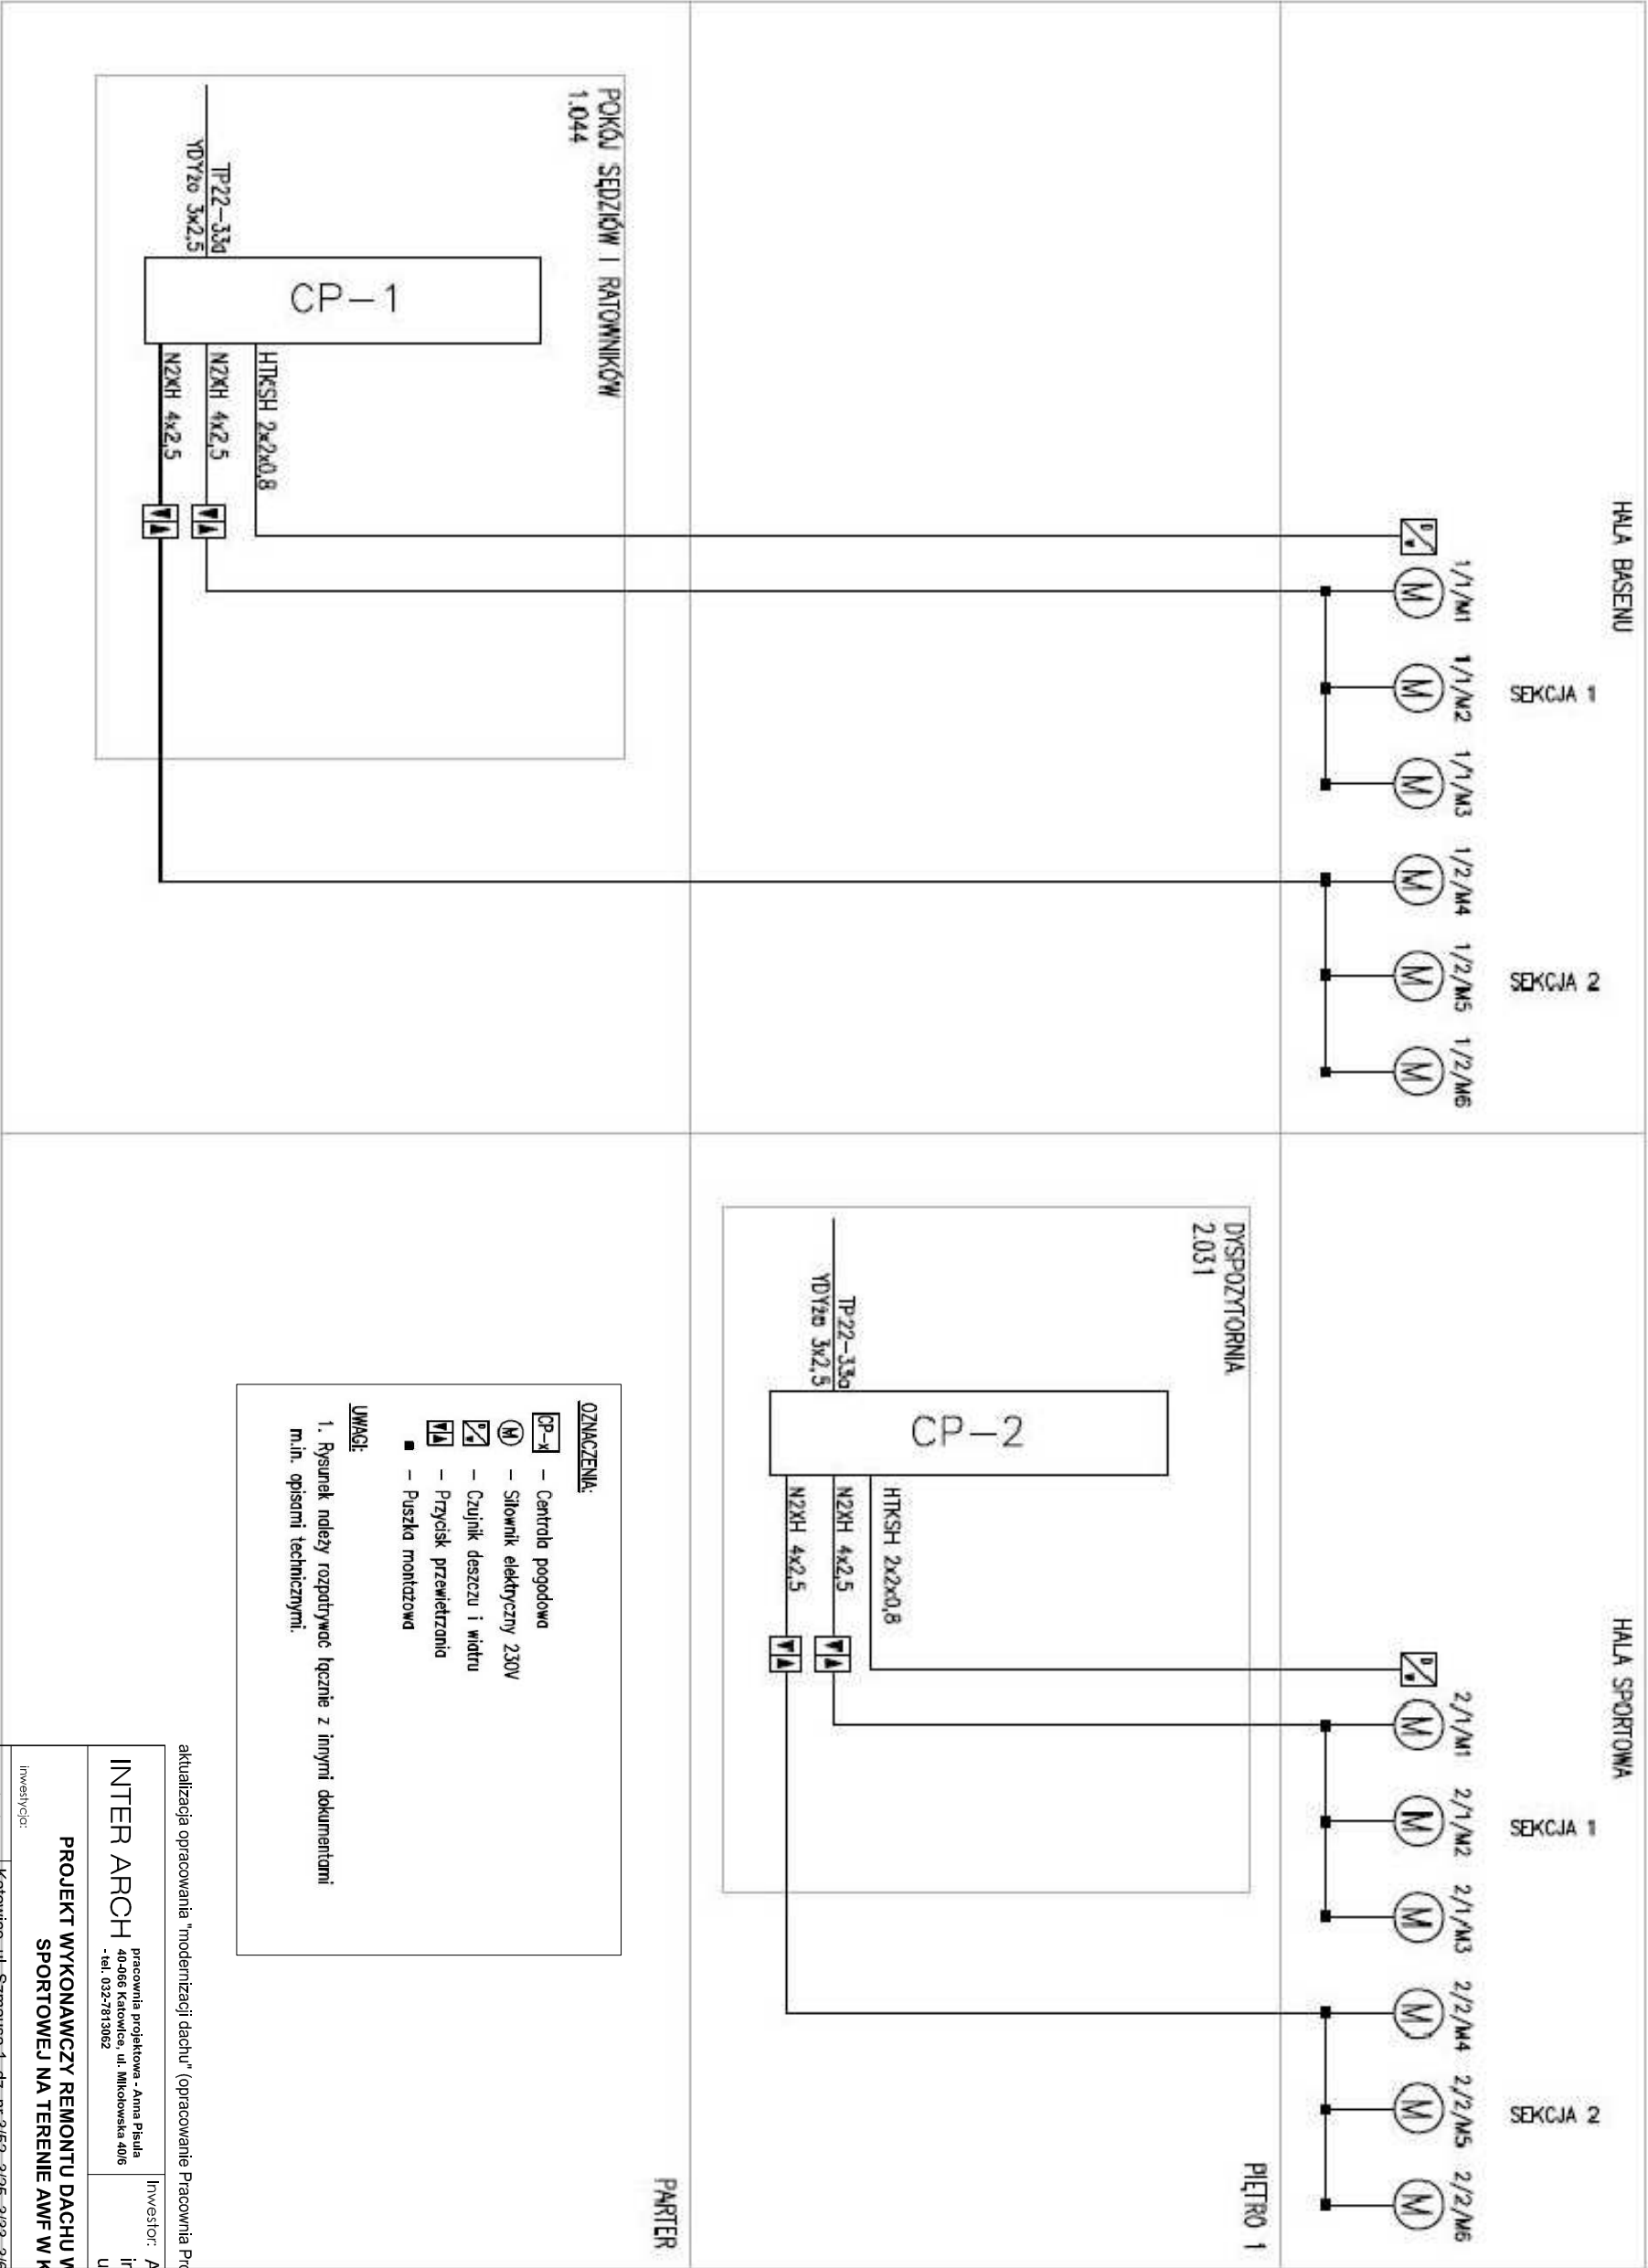 HALA BASENU
SEKCJA 1
SEKCJA 2
1/1/M1 1/1/M2 1/1/M3 1/2/M4 1/2/M5 1/2/M6
D
M M M M M M
POKÓJ SĘDZIÓW I RATOWNIKÓW
1.044
TP22-33a
YDYżo 3x2,5
CP-1
HTKSH 2x2x0,8
N2XH 4x2,5
N2XH 4x2,5
HALA SPORTOWA
SEKCJA 1
SEKCJA 2
2/1/M1 2/1/M2 2/1/M3 2/2/M4 2/2/M5 2/2/M6
D
M M M M M M
PIĘTRO 1
DYSPOZYTORNIA
2.031
TP22-33a
YDYżo 3x2,5
CP-2
HTKSH 2x2x0,8
N2XH 4x2,5
N2XH 4x2,5
PARTER
OZNACZENIA:
CP-x - Centrala pogodowa
M - Siłownik elektryczny 230V
D - Czujnik deszczu i wiatru
- Przycisk przewietrzania
- Puszka montażowa
UWAGI:
1. Rysunek należy rozpatrywać łącznie z innymi dokumentami
m.in. opisami technicznymi.
aktualizacja opracowania "modernizacji dachu" (opracowanie Pracownia Pro
INTER ARCH
pracownia projektowa - Anna Pisula
40-066 Katowice, ul. Mikołowska 40/6
- tel. 032-7813062
Inwestor: A
PROJEKT WYKONAWCZY REMONTU DACHU W
SPORTOWEJ NA TERENIE AWF W K
inwestycja: